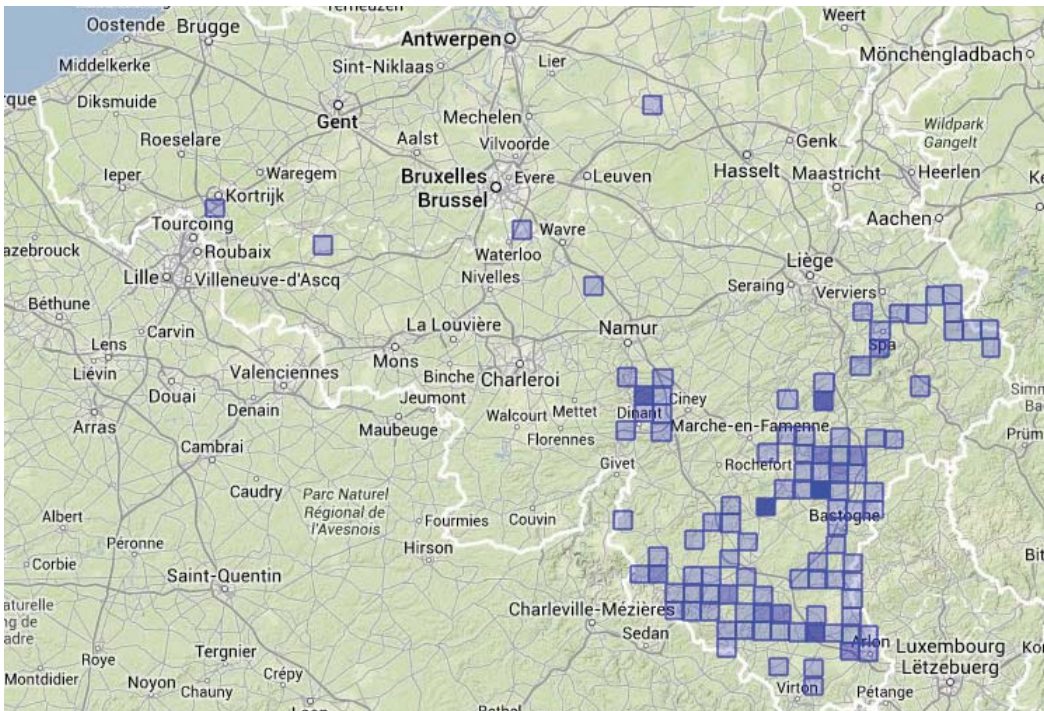 Terneuzen
Weert
Oostende
Brugge
Antwerpen
Mönchengladbach
Middelkerke
Sint-Niklaas
Lier
Diksmuide
Gent
Mechelen
Wildpark
Gangelt
Roeselare
Aalst
Vilvoorde
Genk
Ieper
Waregem
Bruxelles
Brussel
Evere
Leuven
Hasselt
Maastricht
Heerlen
Kortrijk
Tourcoing
Aachen
azebrouck
Roubaix
Wavre
Waterloo
Lille
Villeneuve-d'Ascq
Nivelles
Liège
Seraing
Verviers
Béthune
Carvin
La Louvière
Namur
Spa
Lens
Liévin
Mons
Valenciennes
Binche
Charleroi
Douai
Denain
Jeumont
Walcourt
Mettet
Dinant
Ciney
Arras
Maubeuge
Florennes
Marche-en-Famenne
Prüm
Cambrai
Givet
Rochefort
Caudry
Parc Naturel
Régional de
l'Avesnois
Albert
Fourmies
Couvin
Bastogne
Péronne
Hirson
Corbie
Saint-Quentin
Charleville-Mézières
Sedan
Arlon
Luxembourg
Lëtzebuerg
Roye
Tergnier
Montdidier
Noyon
Chauny
Crépy
Virton
Pétange